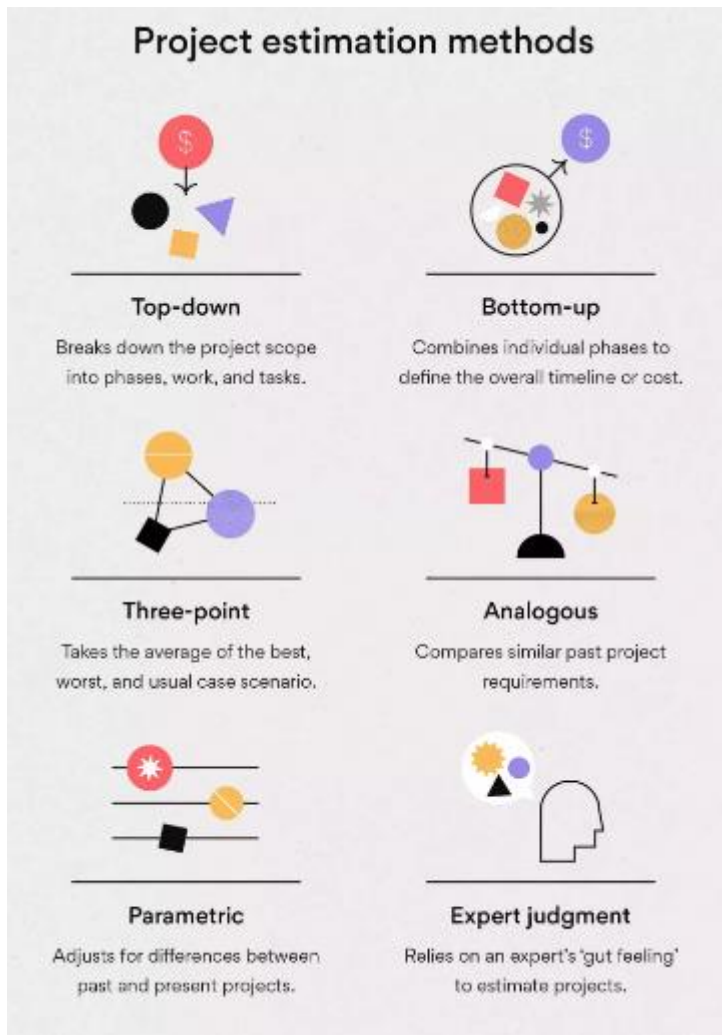 Project estimation methods
$
$
Top-down
Breaks down the project scope
into phases, work, and tasks.
Bottom-up
Combines individual phases to
define the overall timeline or cost.
Three-point
Takes the average of the best,
worst, and usual case scenario.
Analogous
Compares similar past project
requirements.
Parametric
Adjusts for differences between
past and present projects.
Expert judgment
Relies on an expert's ‘gut feeling’
to estimate projects.